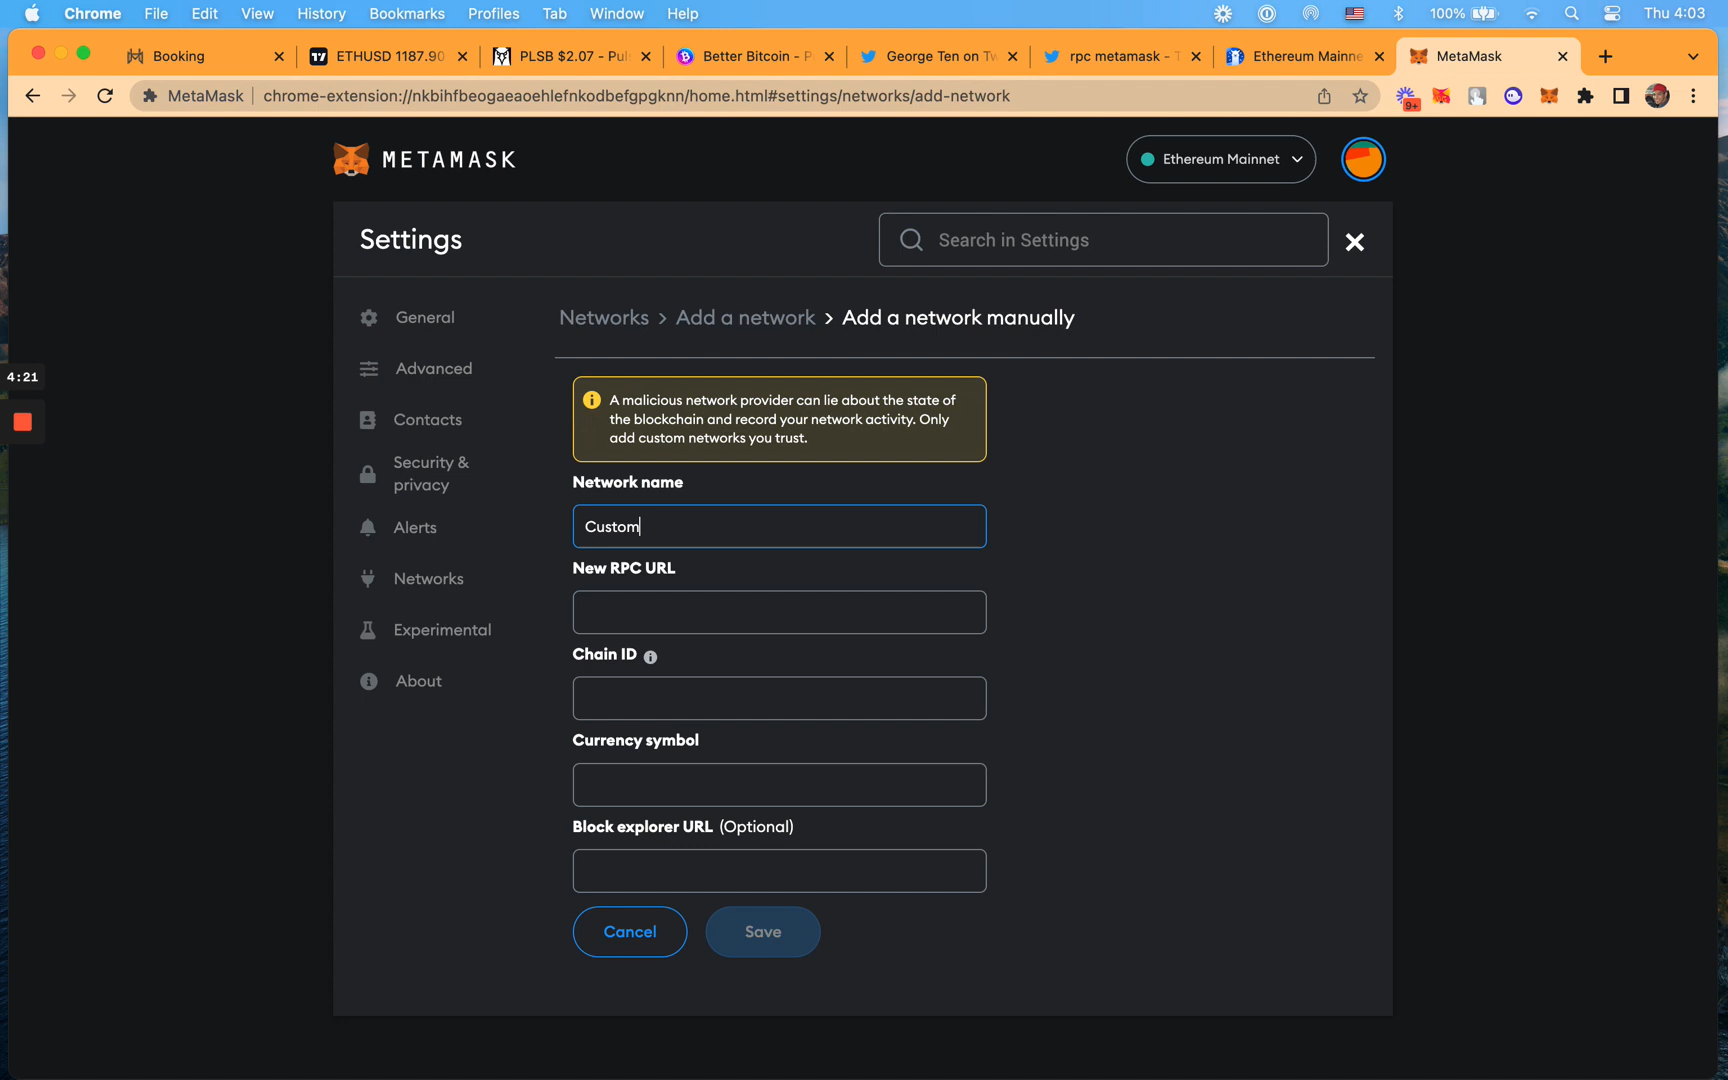 Chrome File Edit View History Bookmarks Profiles Tab Window Help 100% Thu 4:03
Booking ETHUSD 1187.90 PLSB $2.07 - Pul Better Bitcoin - P George Ten on Tw rpc metamask - T Ethereum Mainne MetaMask
MetaMask chrome-extension://nkbihfbeogaeaoehlefnkodbefgpgknn/home.html#settings/networks/add-network 9+
METAMASK
Ethereum Mainnet
Settings
Search in Settings
General
Advanced
Contacts
Security &
privacy
Alerts
Networks
Experimental
About
4:21
Networks > Add a network > Add a network manually
A malicious network provider can lie about the state of
the blockchain and record your network activity. Only
add custom networks you trust.
Network name
Custom
New RPC URL
Chain ID
Currency symbol
Block explorer URL (Optional)
Cancel
Save